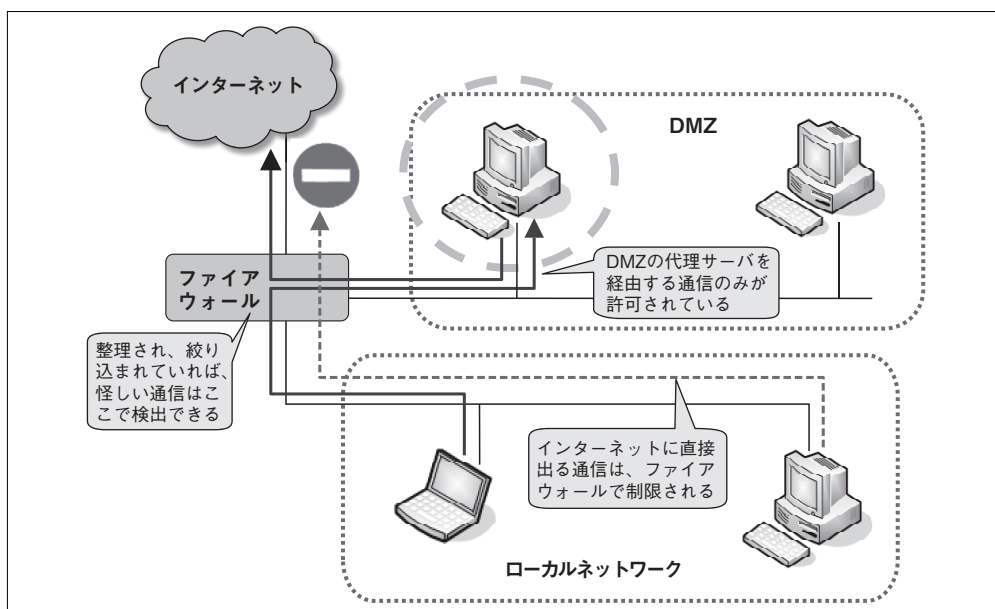 インターネット
DMZ
ファイア
ウォール
DMZの代理サーバを
経由する通信のみが
許可されている
整理され、絞り
込まれていれば、
怪しい通信はこ
こで検出できる
インターネットに直接
出る通信は、ファイア
ウォールで制限される
ローカルネットワーク